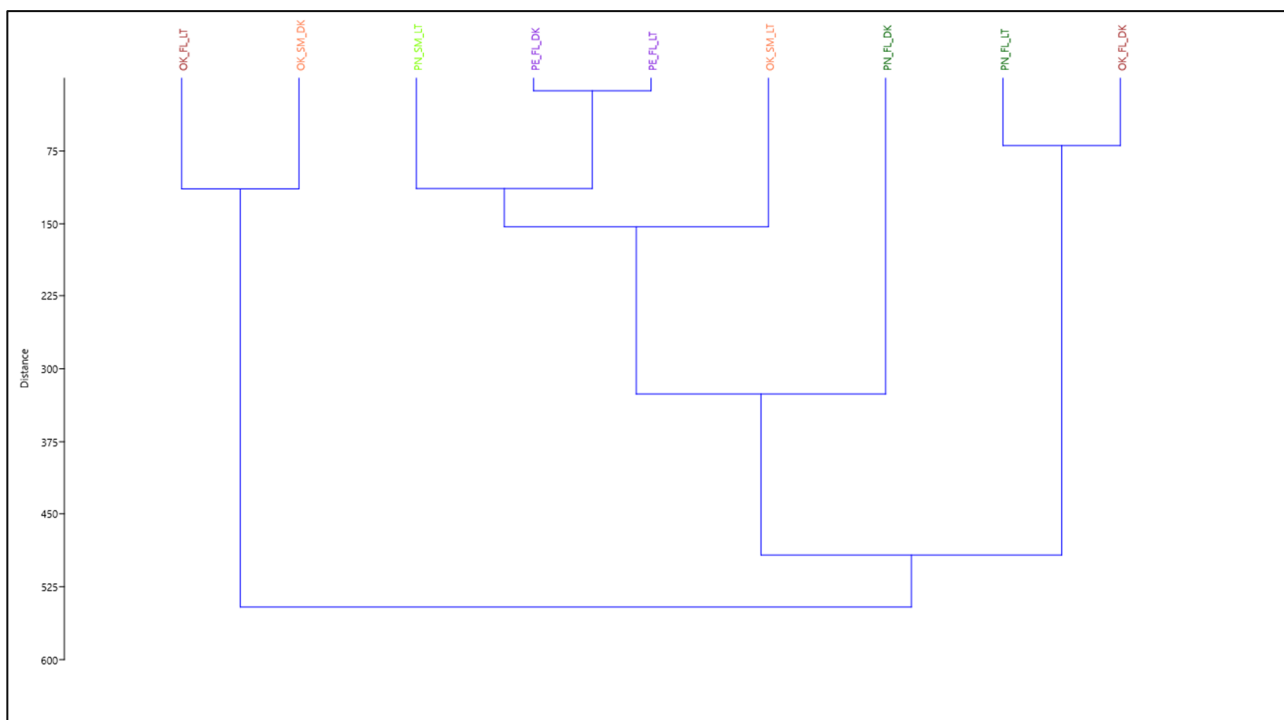 OK_FL_LT
OK_SM_DK
PN_SM_LT
PE_FL_DK
PE_FL_LT
OK_SM_LT
PN_FL_DK
PN_FL_LT
OK_FL_DK
Distance
75
150
225
300
375
450
525
600